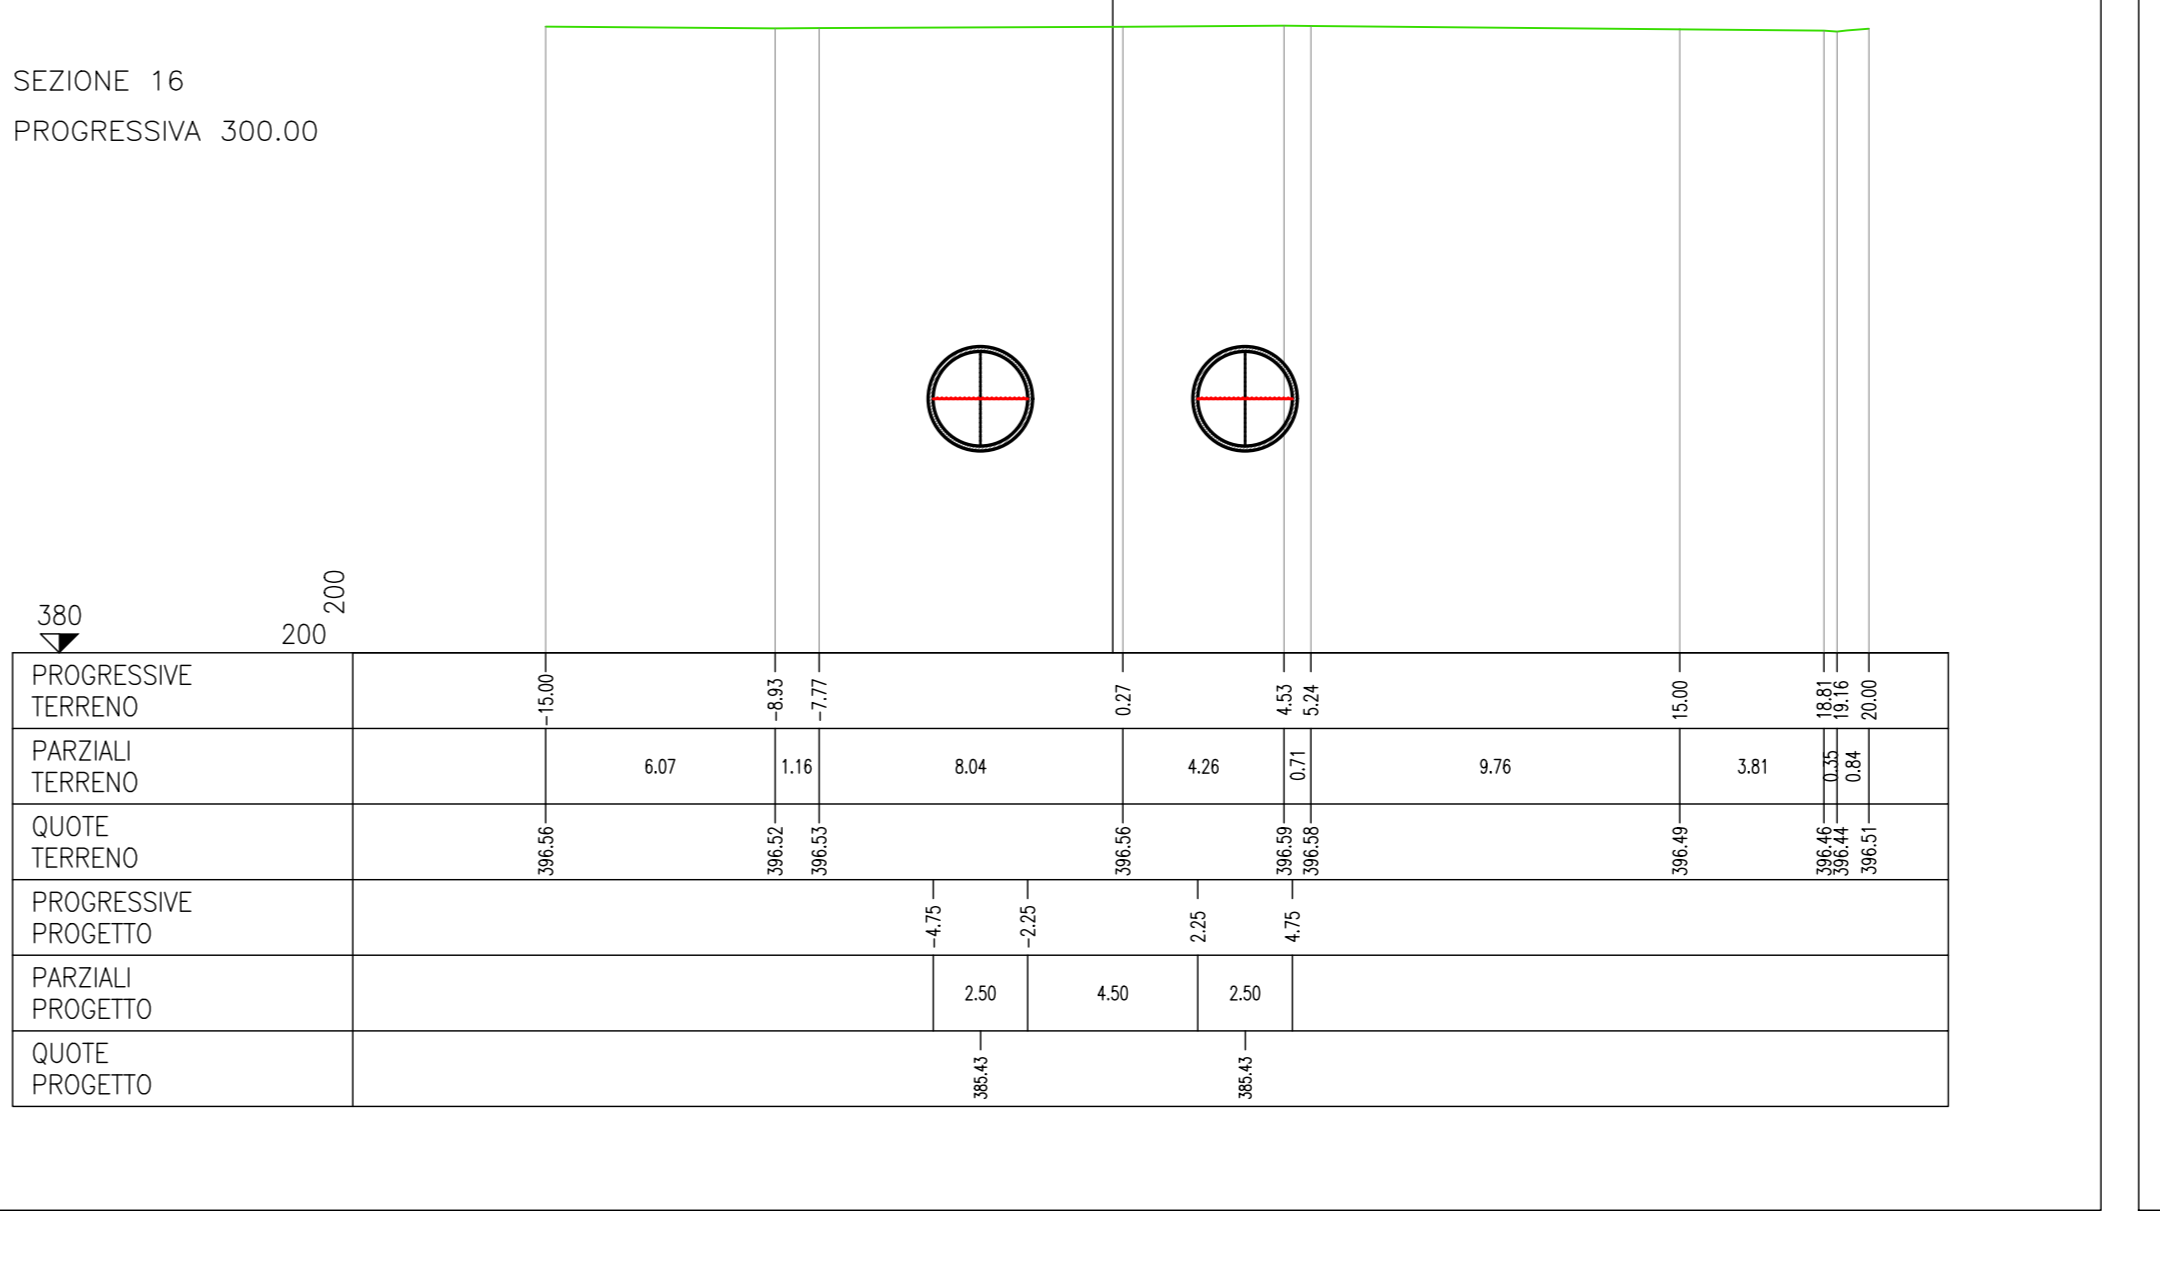 SEZIONE 16
PROGRESSIVA 300.00
200
380
200
PROGRESSIVE
TERRENO
-15.00 -8.93 -7.77 0.27 4.53 5.24 15.00 18.81 19.16 20.00
PARZIALI
TERRENO
6.07 1.16 8.04 4.26 0.71 9.76 3.81 0.35 0.84
QUOTE
TERRENO
396.56 396.52 396.53 396.56 396.59 396.58 396.49 396.46 396.44 396.51
PROGRESSIVE
PROGETTO
-4.75 -2.25 2.25 4.75
PARZIALI
PROGETTO
2.50 4.50 2.50
QUOTE
PROGETTO
385.43 385.43